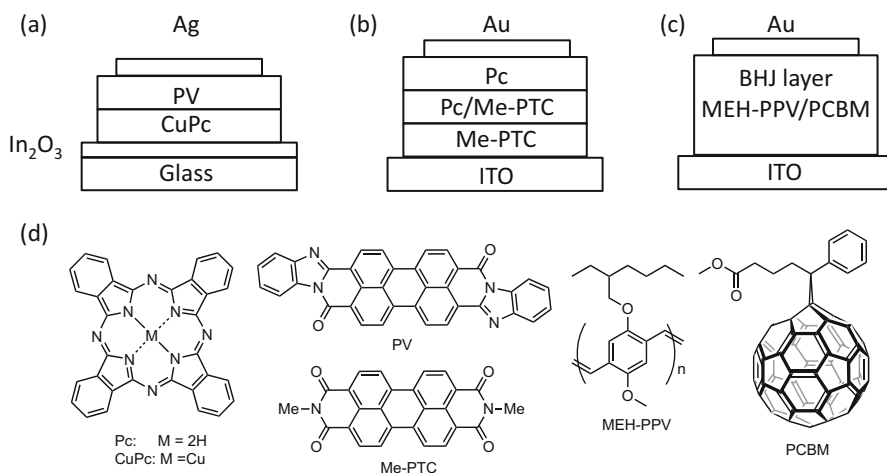 (a)
Ag
PV
CuPc
In₂O₃
Glass
(b)
Au
Pc
Pc/Me-PTC
Me-PTC
ITO
(c)
Au
BHJ layer
MEH-PPV/PCBM
ITO
(d)
N
N
N
N
M
N
N
N
N
Pc: M = 2H
CuPc: M =Cu
N
O
N
N
O
N
PV
O
O
Me-N
N-Me
O
O
Me-PTC
O
n
OMe
MEH-PPV
O
O
PCBM